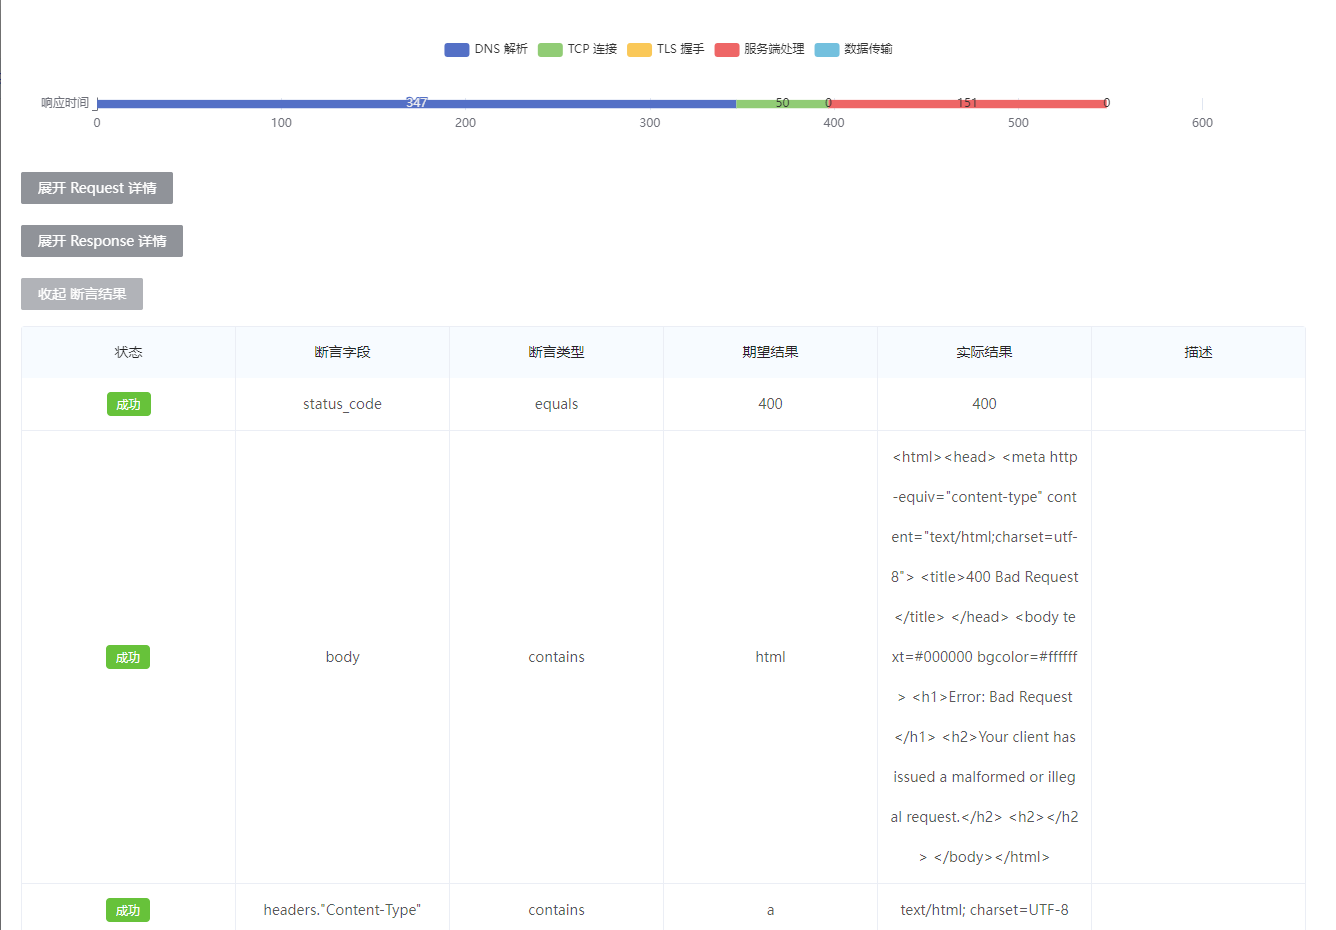 DNS 解析 TCP 连接 TLS 握手 服务端处理 数据传输
响应时间 347 50 0 151 0
0 100 200 300 400 500 600
展开 Request 详情
展开 Response 详情
收起 断言结果
状态 断言字段 断言类型 期望结果 实际结果 描述
成功 status_code equals 400 400
<html><head> <meta http
-equiv="content-type" cont
ent="text/html;charset=utf-
8"> <title>400 Bad Request
</title> </head> <body te
成功 body contains html xt=#000000 bgcolor=#ffffff
> <h1>Error: Bad Request
</h1> <h2>Your client has
issued a malformed or illeg
al request.</h2> <h2></h2
> </body></html>
成功 headers."Content-Type" contains a text/html; charset=UTF-8